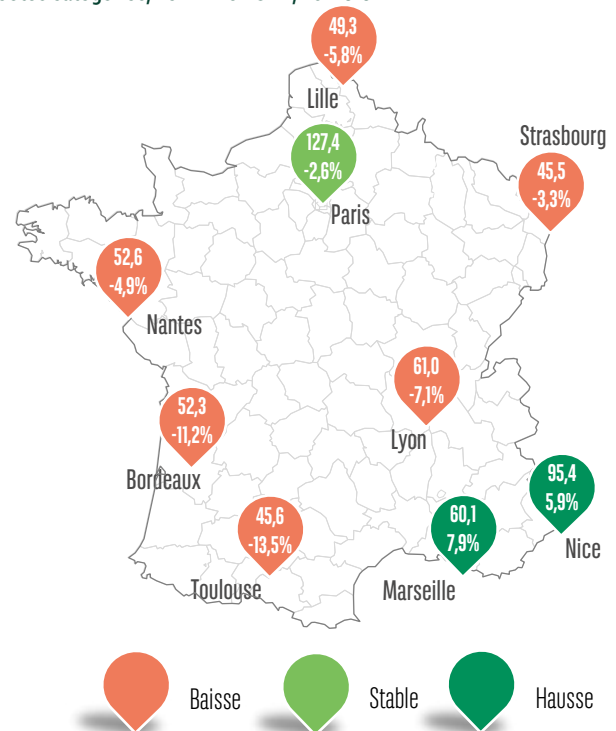 49,3
-5,8%
Lille
127,4
-2,6%
Paris
Strasbourg
45,5
-3,3%
52,6
-4,9%
Nantes
61,0
-7,1%
Lyon
52,3
-11,2%
Bordeaux
95,4
5,9%
Nice
45,6
-13,5%
Toulouse
60,1
7,9%
Marseille
Baisse
Stable
Hausse